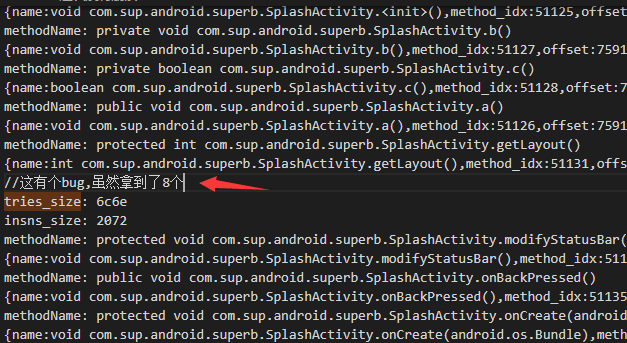 {name:void com.sup.android.superb.SplashActivity.<init>(),method_idx:51125,offset
methodName: private void com.sup.android.superb.SplashActivity.b()
{name:void com.sup.android.superb.SplashActivity.b(),method_idx:51127,offset:7591
methodName: private boolean com.sup.android.superb.SplashActivity.c()
{name:boolean com.sup.android.superb.SplashActivity.c(),method_idx:51128,offset:7
methodName: public void com.sup.android.superb.SplashActivity.a()
{name:void com.sup.android.superb.SplashActivity.a(),method_idx:51126,offset:7591
methodName: protected int com.sup.android.superb.SplashActivity.getLayout()
{name:int com.sup.android.superb.SplashActivity.getLayout(),method_idx:51131,offs
//这有个bug,虽然拿到了8个
tries_size: 6c6e
insns_size: 2072
methodName: protected void com.sup.android.superb.SplashActivity.modifyStatusBar(
{name:void com.sup.android.superb.SplashActivity.modifyStatusBar(),method_idx:511
methodName: public void com.sup.android.superb.SplashActivity.onBackPressed()
{name:void com.sup.android.superb.SplashActivity.onBackPressed(),method_idx:51135
methodName: protected void com.sup.android.superb.SplashActivity.onCreate(android
{name:void com.sup.android.superb.SplashActivity.onCreate(android.os.Bundle),meth